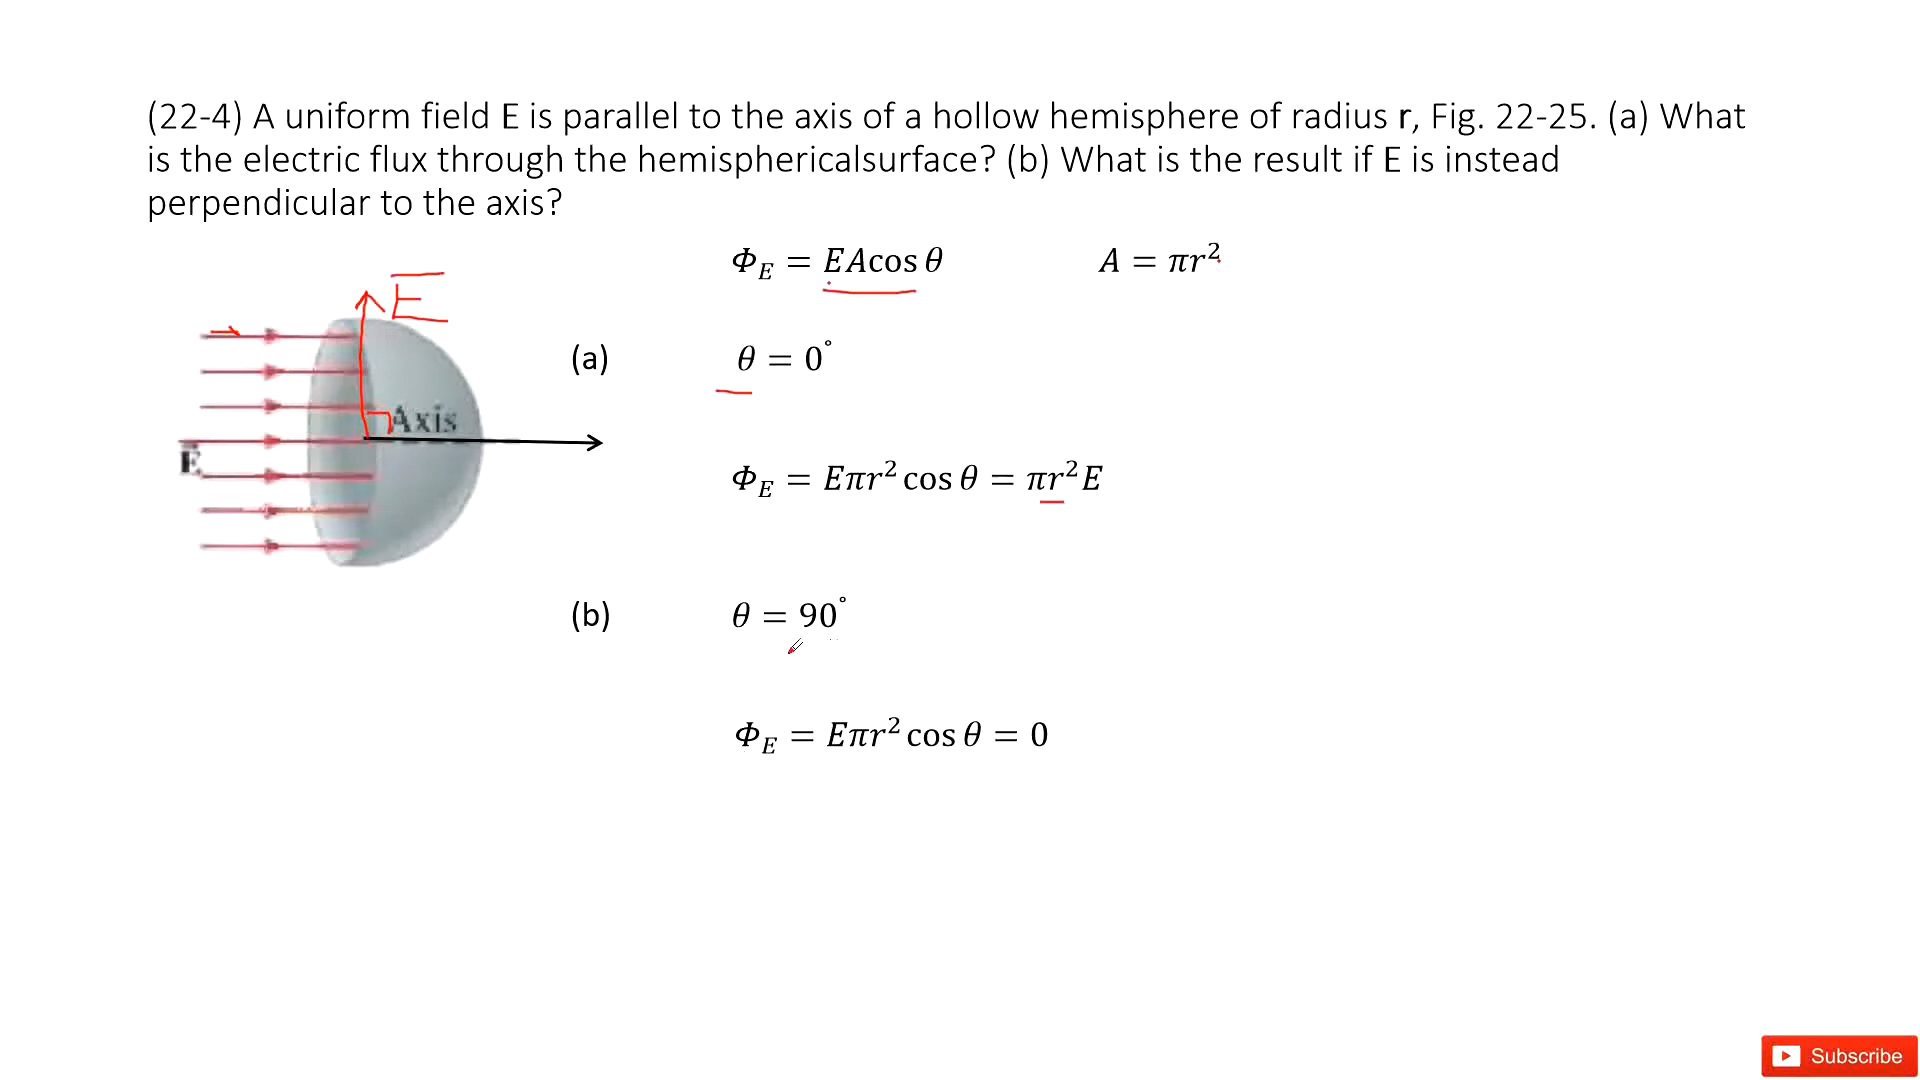 (22-4) A uniform field E is parallel to the axis of a hollow hemisphere of radius r, Fig. 22-25. (a) What
is the electric flux through the hemisphericalsurface? (b) What is the result if E is instead
perpendicular to the axis?
Φ_E = EAcos θ
A = πr²
E
(a) θ = 0°
Axis
E
Φ_E = Eπr² cos θ = πr²E
(b) θ = 90°
Φ_E = Eπr² cos θ = 0
Subscribe